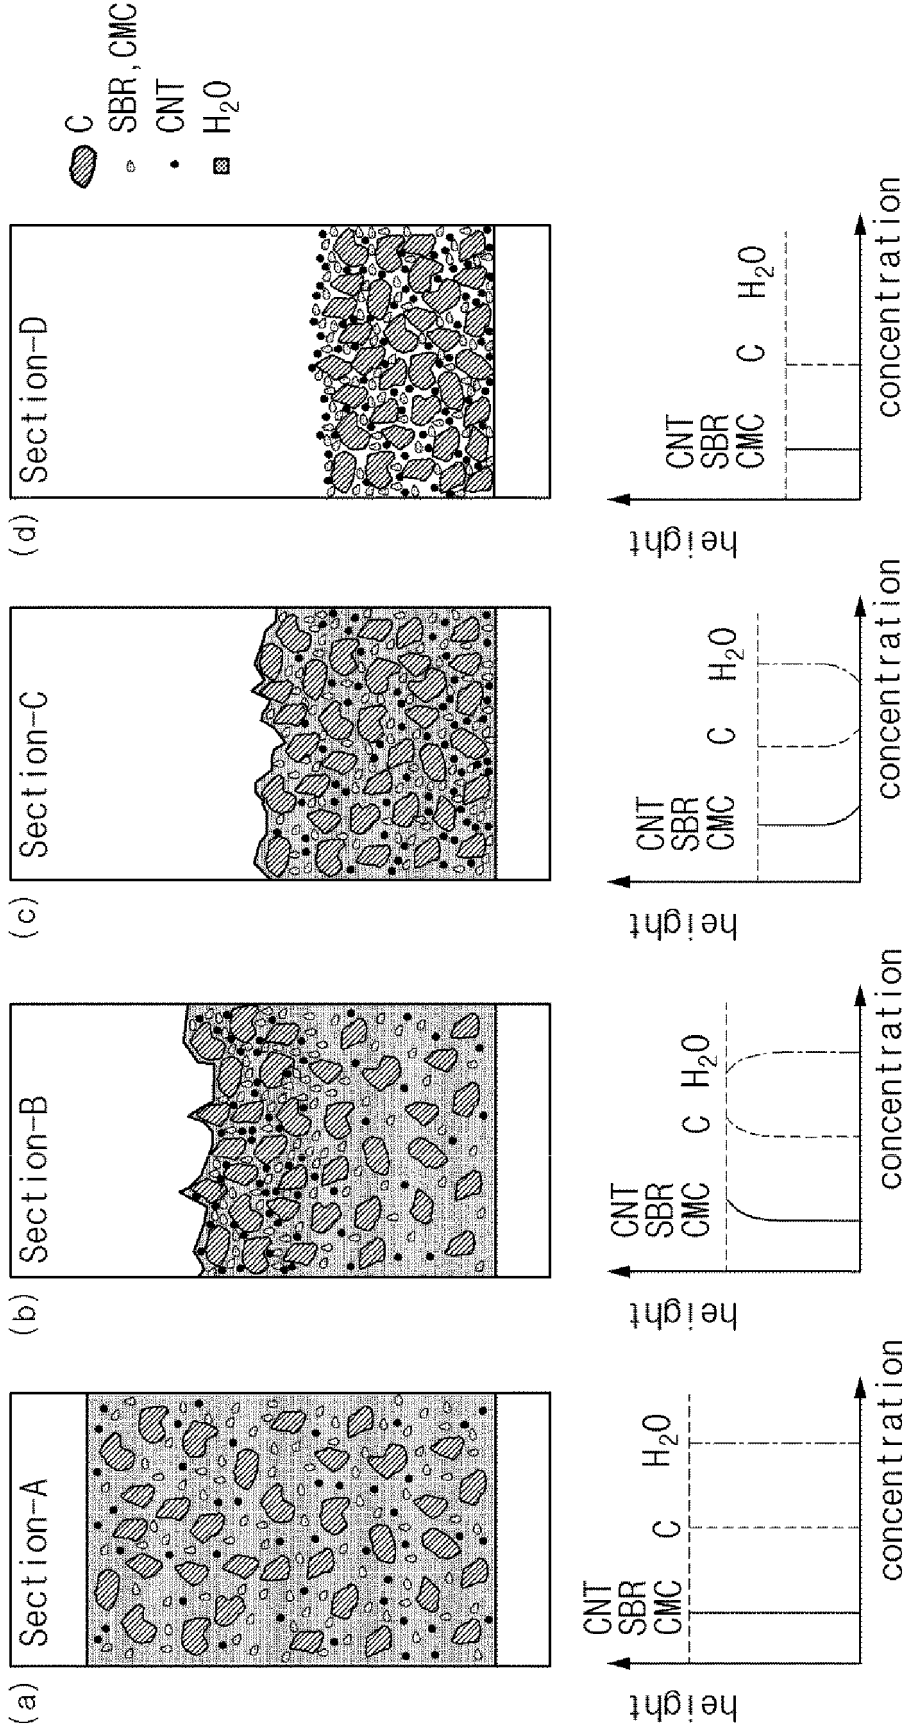 (a)
Section-A
height
CNT
SBR
CMC
C
H₂O
concentration
(b)
Section-B
height
CNT
SBR
CMC
C
H₂O
concentration
(c)
Section-C
height
CNT
SBR
CMC
C
H₂O
concentration
(d)
Section-D
height
CNT
SBR
CMC
C
H₂O
concentration
C
SBR, CMC
CNT
H₂O